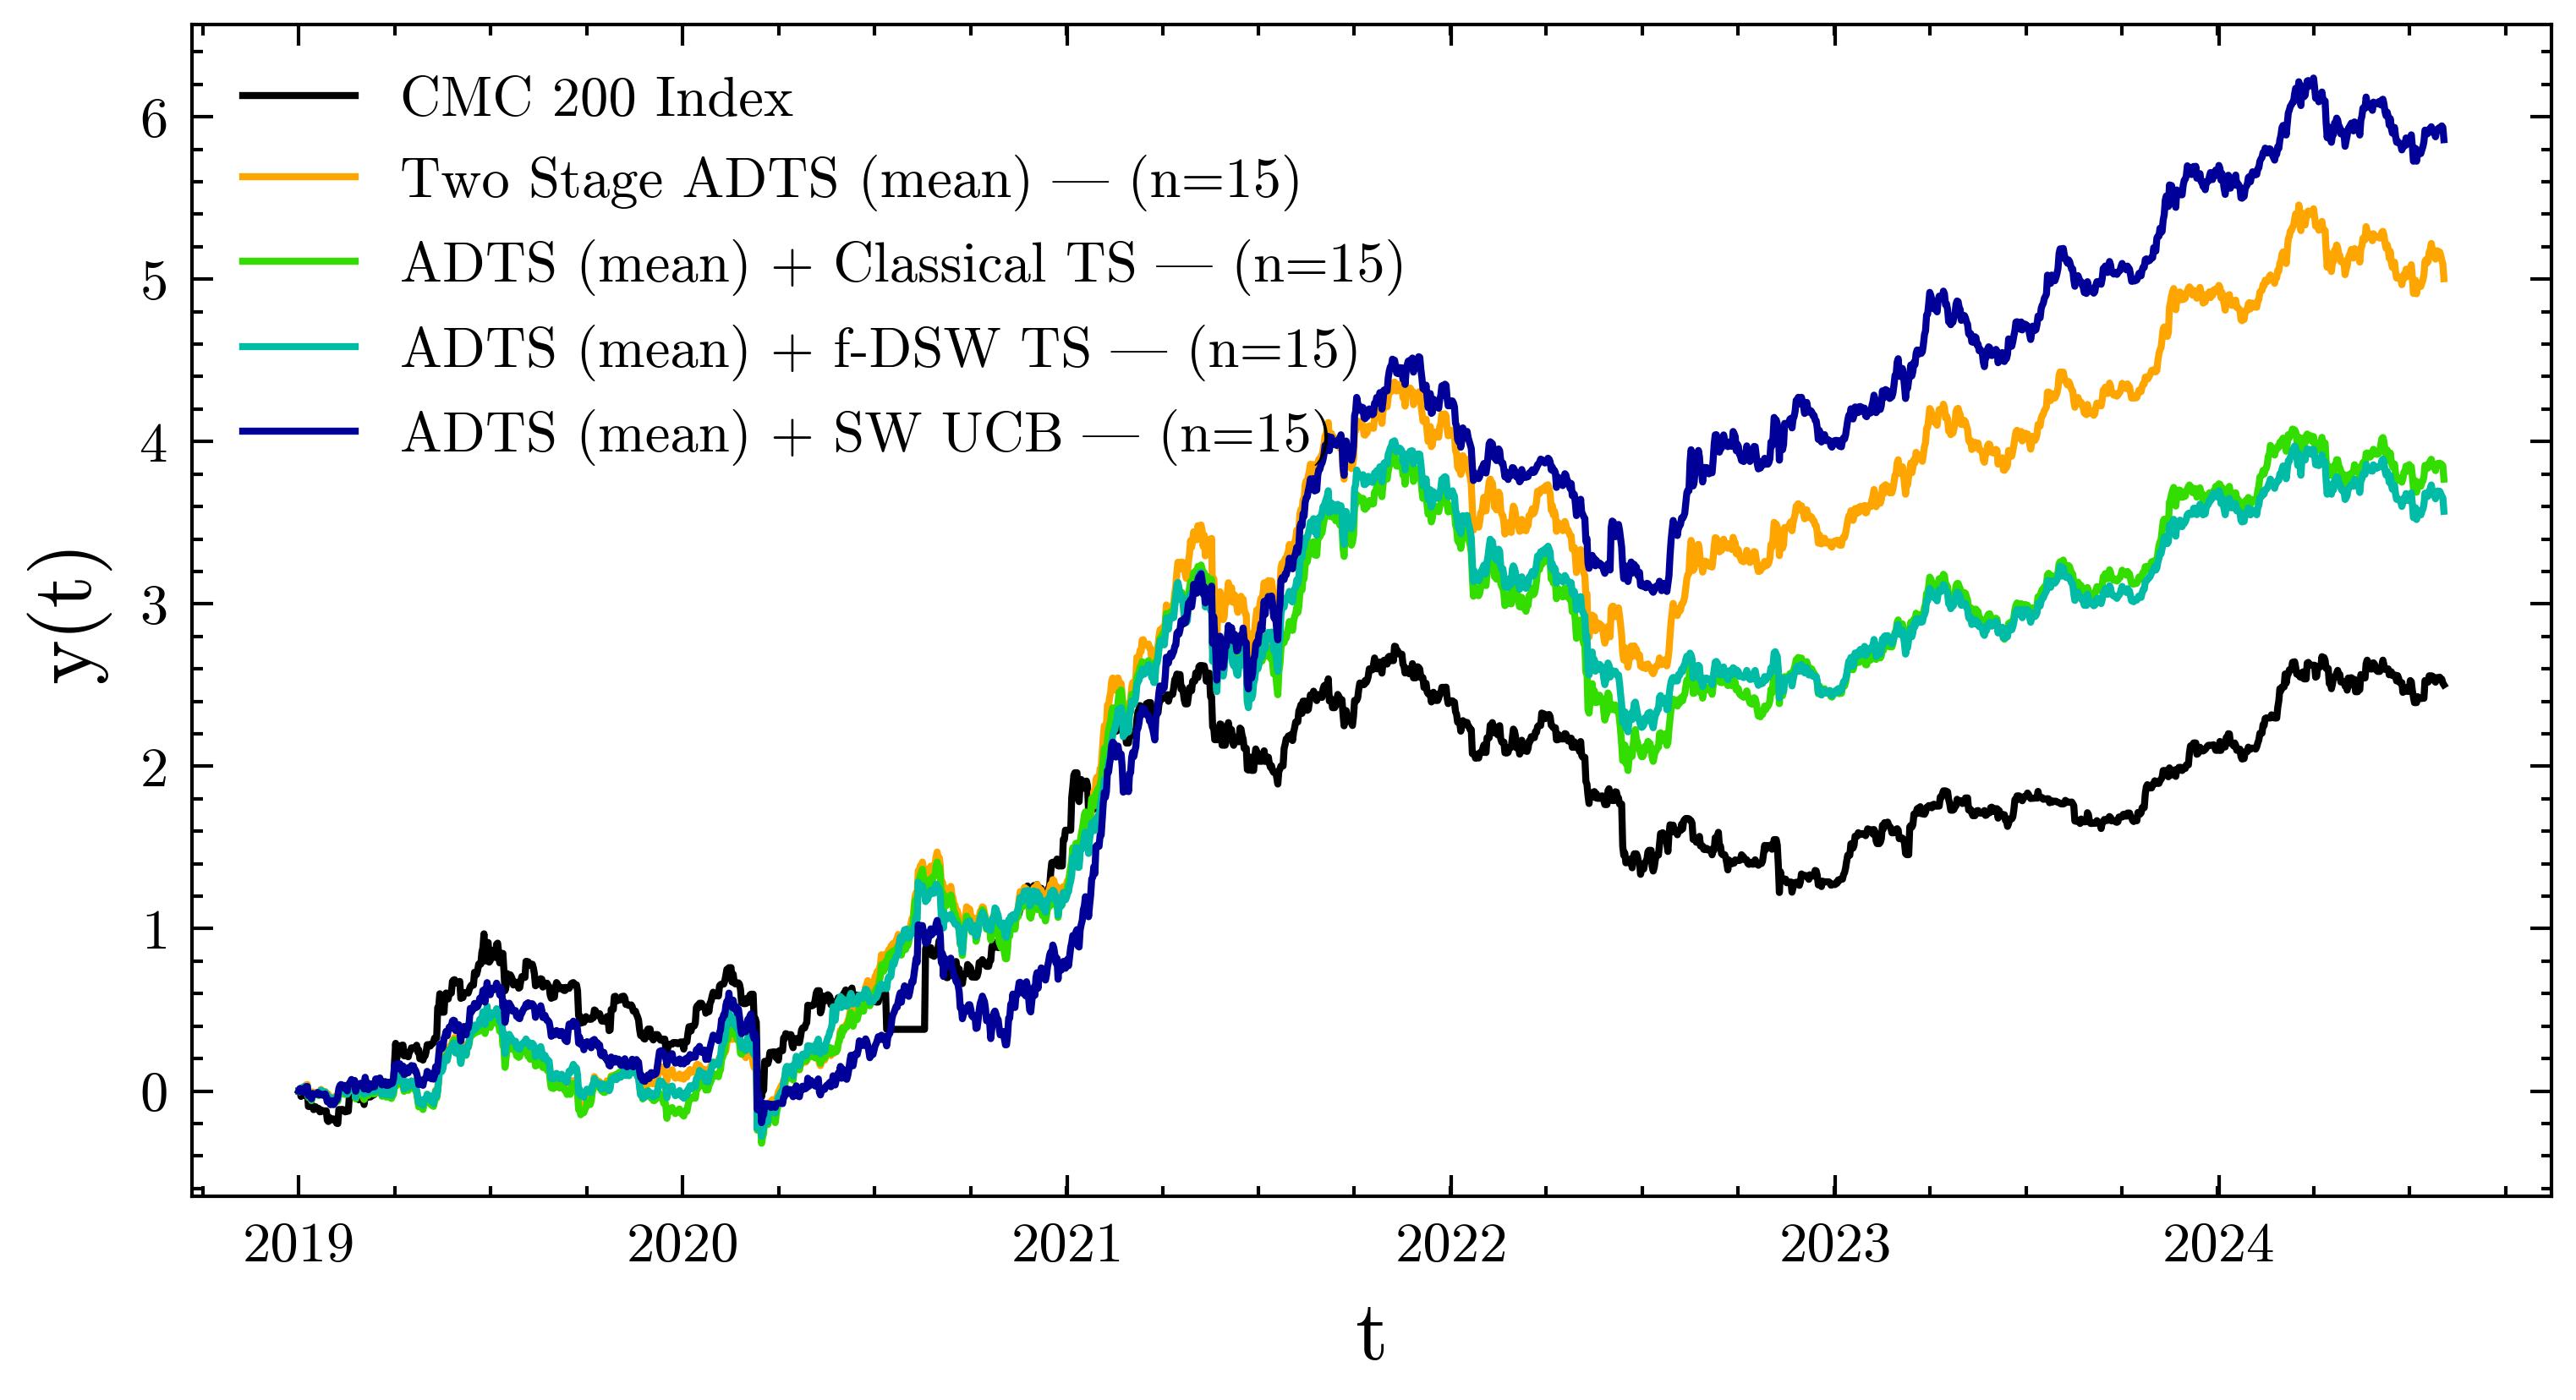 CMC 200 Index
Two Stage ADTS (mean) — (n=15)
ADTS (mean) + Classical TS — (n=15)
ADTS (mean) + f-DSW TS — (n=15)
ADTS (mean) + SW UCB — (n=15)
y(t)
6
5
4
3
2
1
0
2019 2020 2021 2022 2023 2024
t